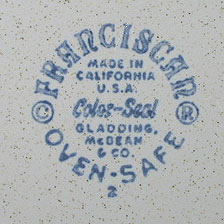 © FRANCISCAN ®
MADE IN
CALIFORNIA
U.S.A.
Color-Seal
GLADDING,
McBEAN
& CO.
OVEN-SAFE
2